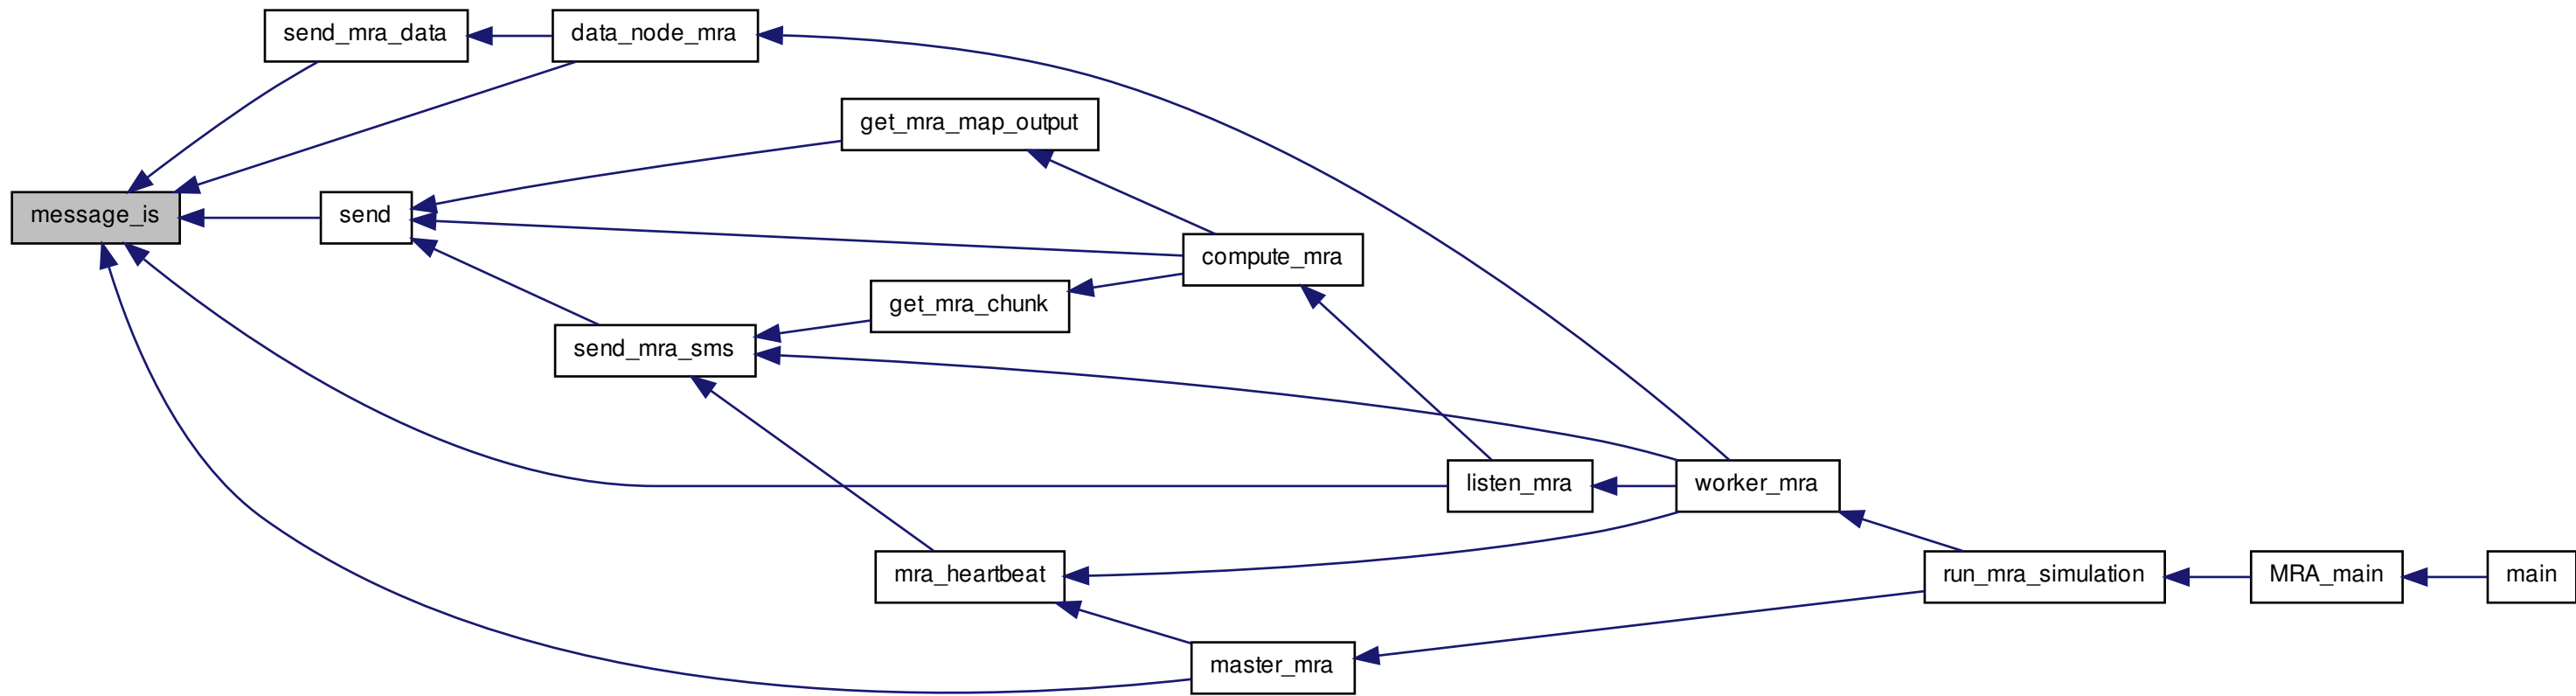 send_mra_data
data_node_mra
get_mra_map_output
message_is
send
compute_mra
get_mra_chunk
send_mra_sms
listen_mra
worker_mra
mra_heartbeat
run_mra_simulation
MRA_main
main
master_mra